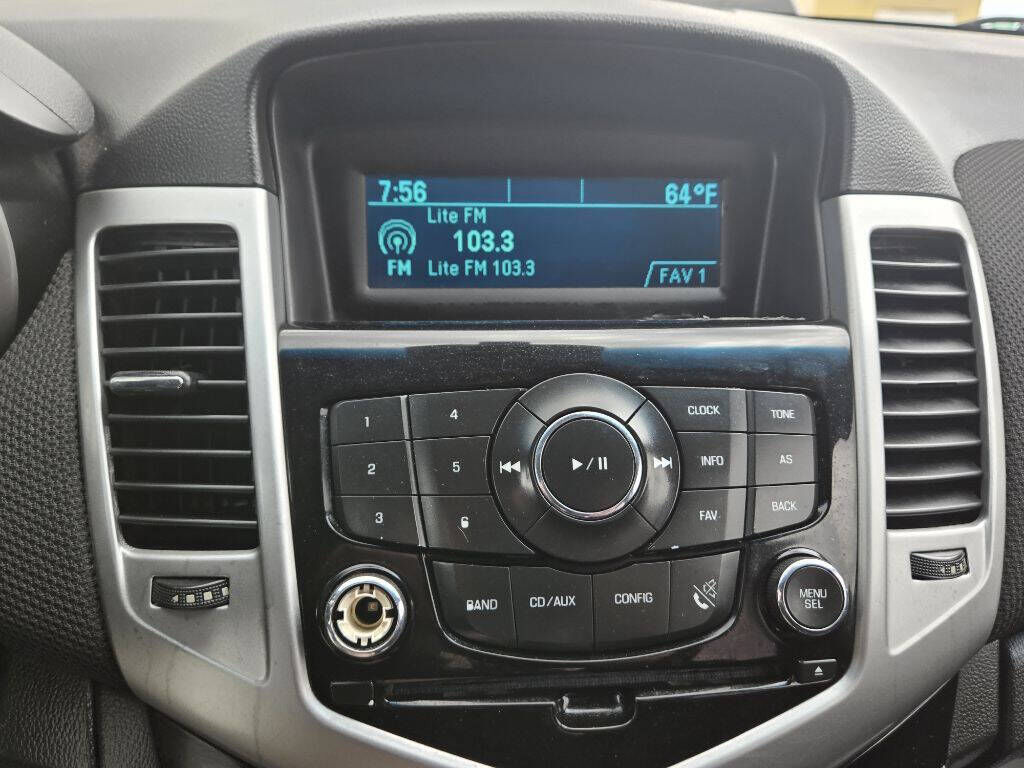 7:56 64°F
Lite FM
103.3
FM Lite FM 103.3 FAV 1
1 4 CLOCK TONE
2 5 INFO AS
3 6 FAV BACK
BAND CD/AUX CONFIG
MENU
SEL